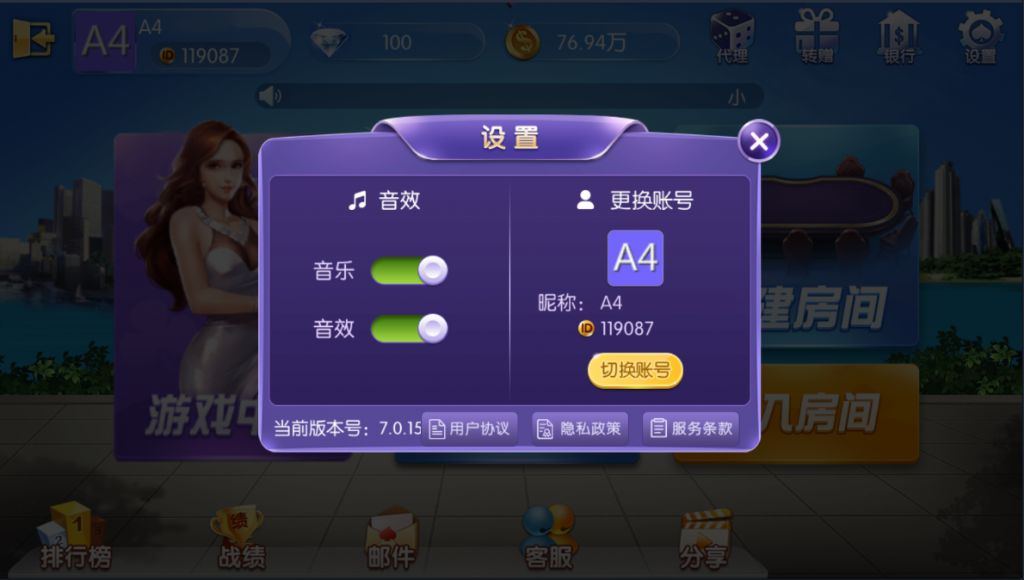 A4
A4
ID 119087
100
76.94万
代理
转赠
银行
设置
小
设置
音效
更换账号
音乐
A4
昵称： A4
音效
ID 119087
切换账号
当前版本号：7.0.15
用户协议
隐私政策
服务条款
游戏中
建房间
入房间
排行榜
战绩
邮件
客服
分享